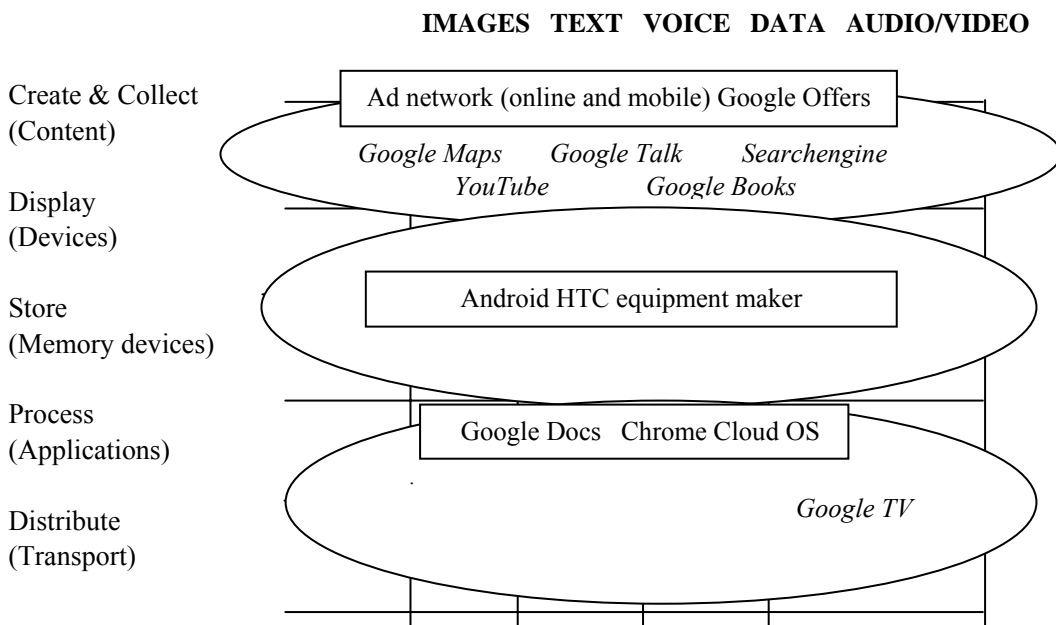 IMAGES TEXT VOICE DATA AUDIO/VIDEO
Create & Collect
(Content)
Ad network (online and mobile) Google Offers
Google Maps Google Talk Searchengine
YouTube Google Books
Display
(Devices)
Store
(Memory devices)
Android HTC equipment maker
Process
(Applications)
Google Docs Chrome Cloud OS
Distribute
(Transport)
Google TV